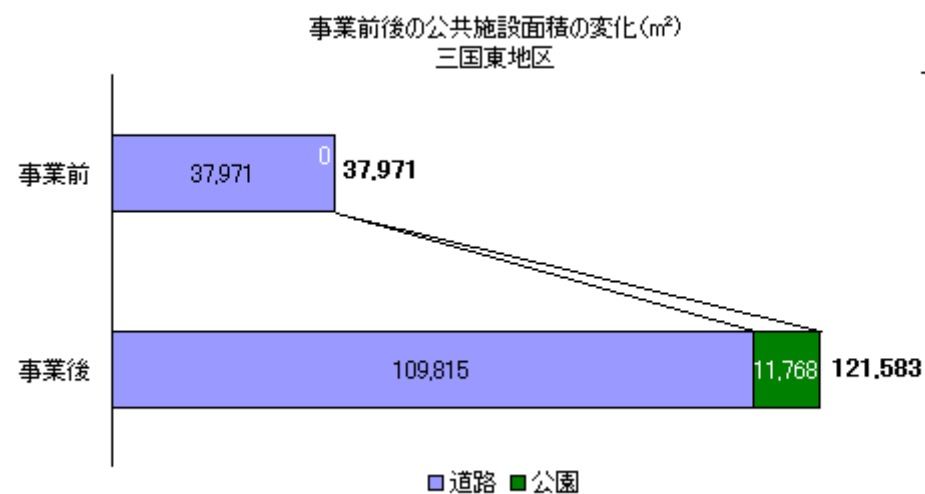 事業前後の公共施設面積の変化(㎡)
三国東地区
事業前
37,971
0
37,971
事業後
109,815
11,768
121,583
道路 公園